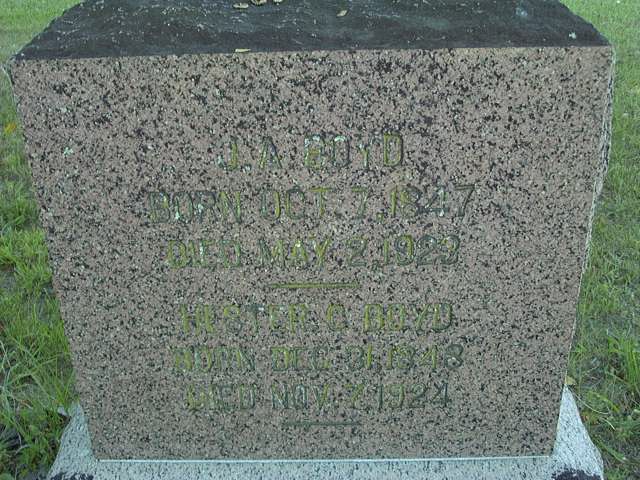 J. A. BOYD
BORN OCT. 7, 1847
DIED MAY 2, 1923
HESTER C. BOYD
BORN DEC. 31, 1848
DIED NOV. 7, 1924